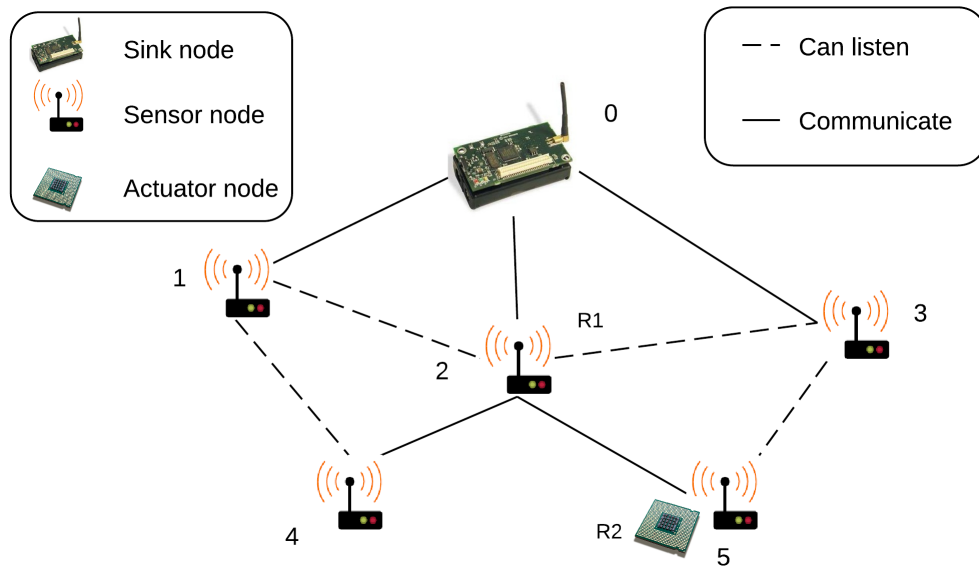 Sink node
Sensor node
Actuator node
Can listen
Communicate
0
1
2
R1
3
4
R2
5